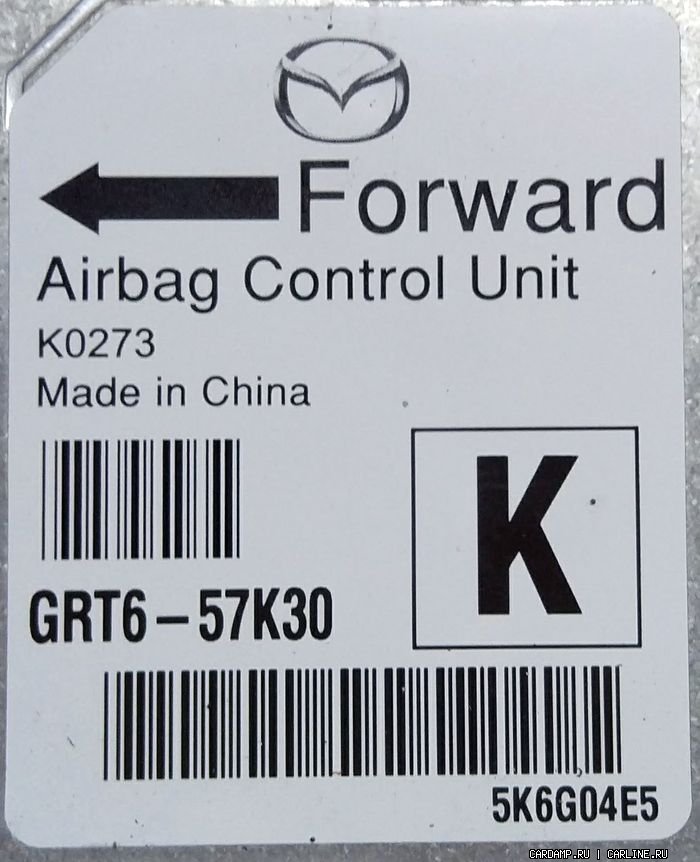 Forward
Airbag Control Unit
K0273
Made in China
K
GRT6-57K30
5K6G04E5
CARDAMP.RU | CARLINE.RU